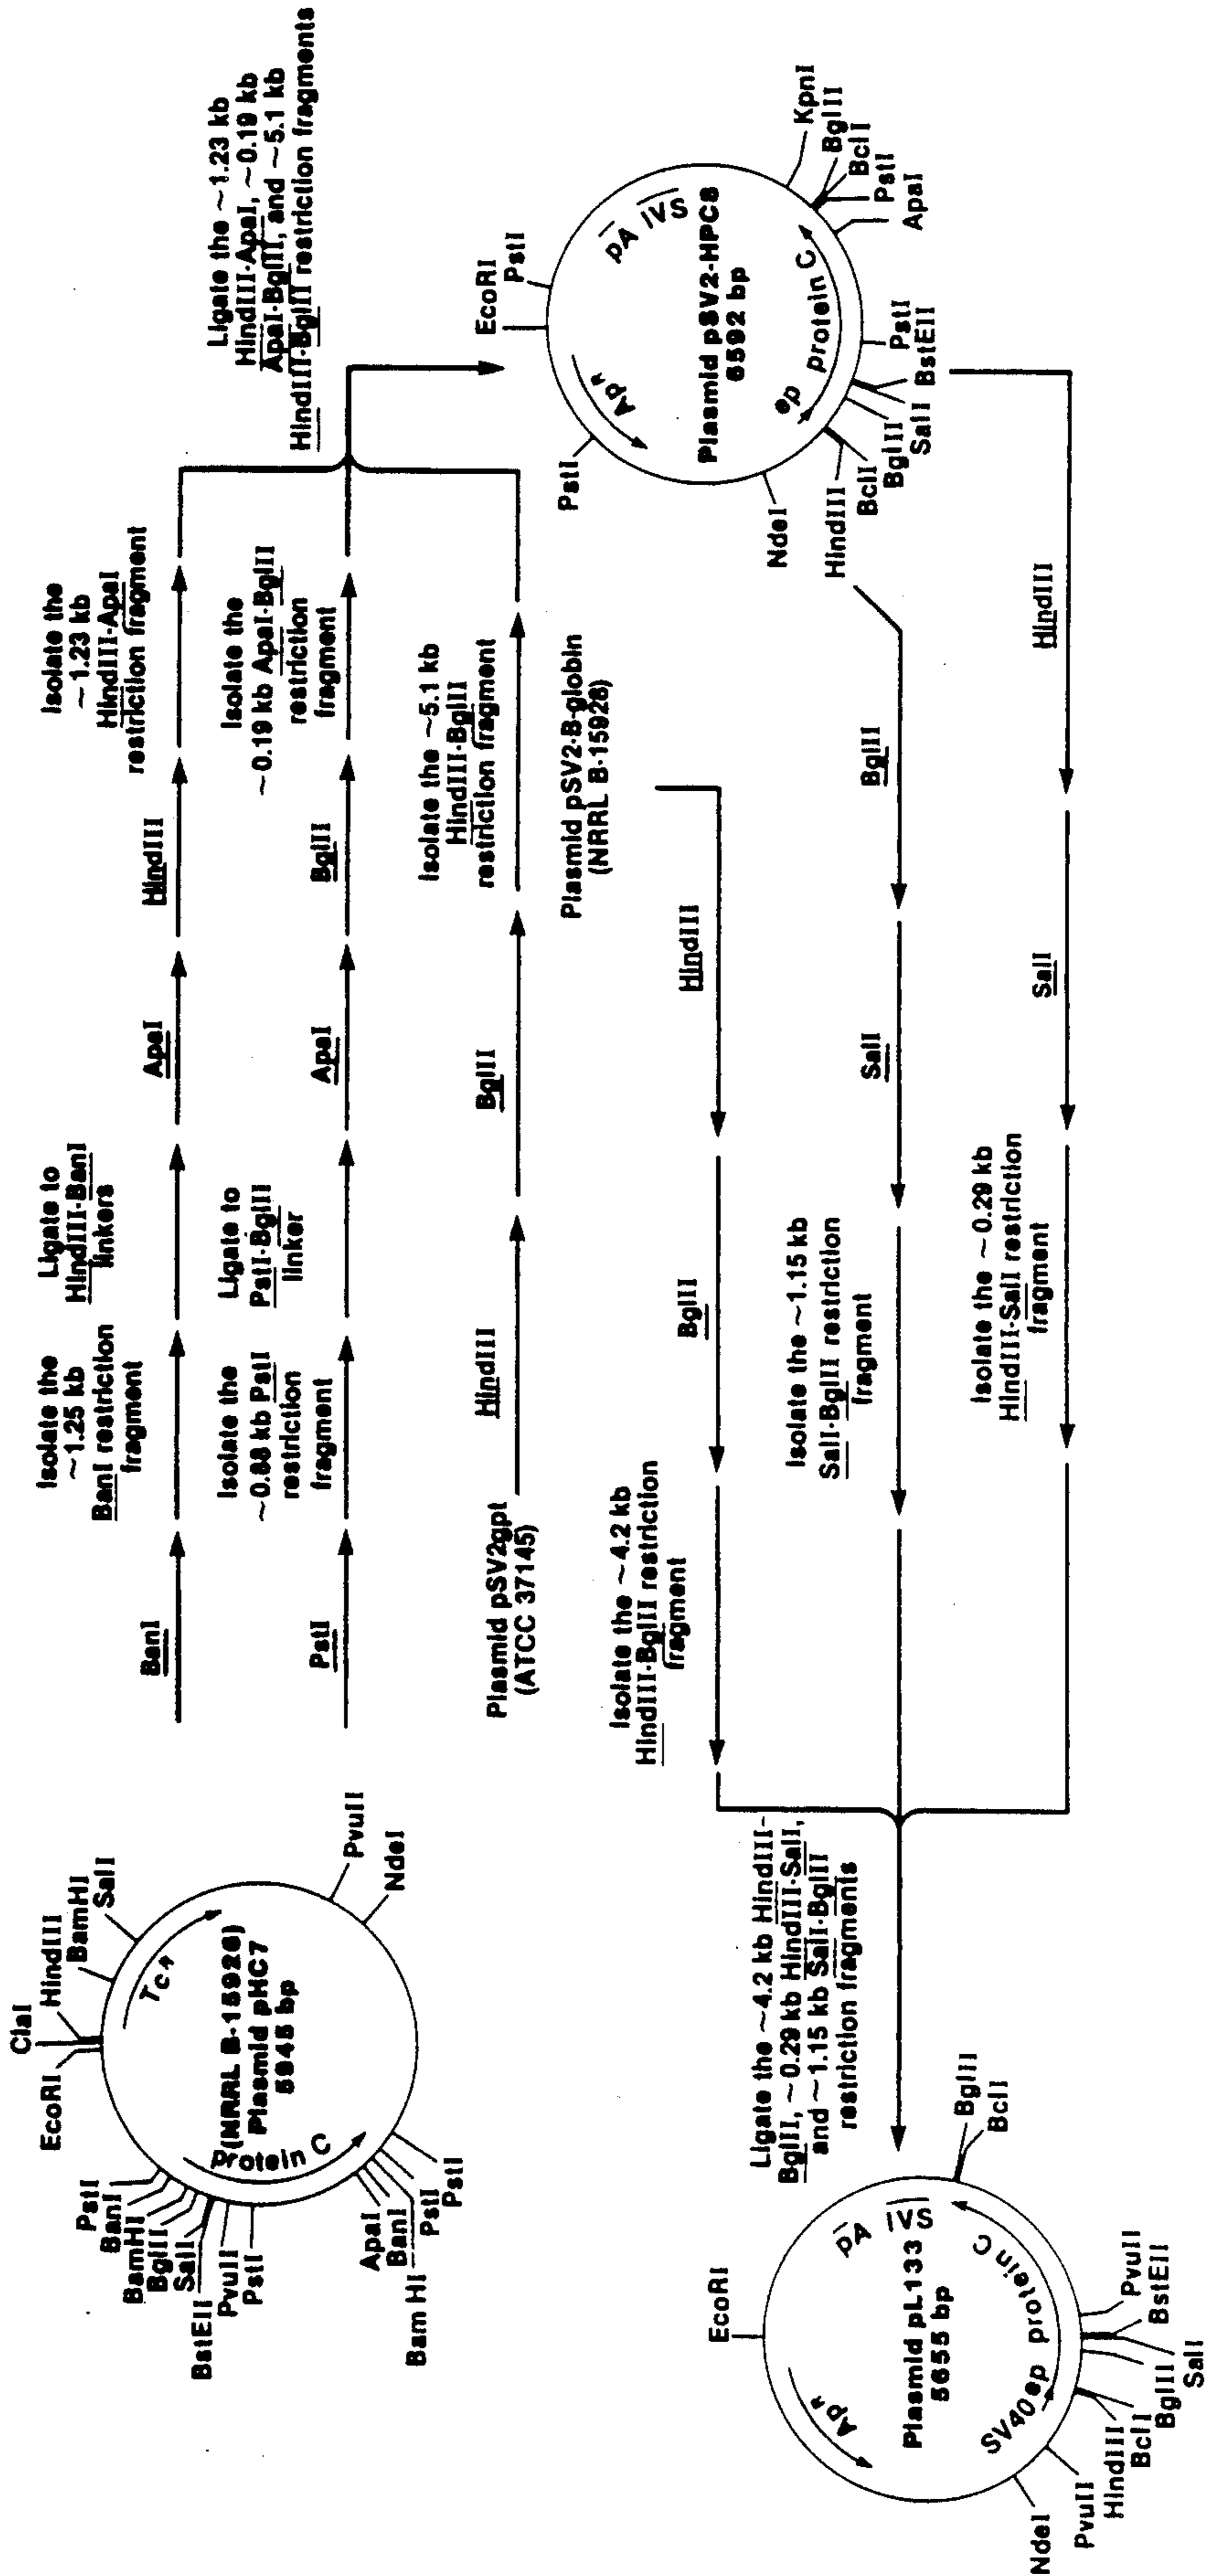 ClaI
EcoRI
HindIII
BamHI
SalI
Tcʳ
PstI
BanI
BamHI
BglII
SalI
BstEII
PvuII
PstI
(NRRL B-15926)
Plasmid pHC7
5945 bp
Protein C
PvuII
NdeI
ApaI
BanI
Bam HI
PstI
PstI
BanI
Isolate the
~1.25 kb
BanI restriction
fragment
Ligate to
HindIII-BanI
linkers
ApaI
HindIII
Isolate the
~1.23 kb
HindIII-ApaI
restriction fragment
PstI
Isolate the
~0.88 kb PstI
restriction
fragment
Ligate to
PstI-BglII
linker
ApaI
BglII
Isolate the
~0.19 kb ApaI-BglII
restriction
fragment
Plasmid pSV2gpt
(ATCC 37145)
HindIII
BglII
Isolate the ~5.1 kb
HindIII-BglII
restriction fragment
Ligate the ~1.23 kb
HindIII-ApaI, ~0.19 kb
ApaI-BglII, and ~5.1 kb
HindIII-BglII restriction fragments
EcoRI
PstI
PstI
Apʳ
pA
IVS
KpnI
BglII
BclI
PstI
ApaI
Plasmid pSV2-HPC8
6592 bp
ep
protein C
NdeI
HindIII
BclI
BglII
SalI
BstEII
PstI
Plasmid pSV2-B-globin
(NRRL B-15928)
HindIII
BglII
Isolate the ~4.2 kb
HindIII-BglII restriction
fragment
BglII
SalI
Isolate the ~1.15 kb
SalI-BglII restriction
fragment
HindIII
SalI
Isolate the ~0.29 kb
HindIII-SalI restriction
fragment
Ligate the ~4.2 kb HindIII-
BglII, ~0.29 kb HindIII-SalI,
and ~1.15 kb SalI-BglII
restriction fragments
EcoRI
Apʳ
pA
IVS
BglII
BclI
Plasmid pL133
5655 bp
SV40 ep
protein C
NdeI
PvuII
HindIII
BclI
BglII
SalI
BstEII
PvuII